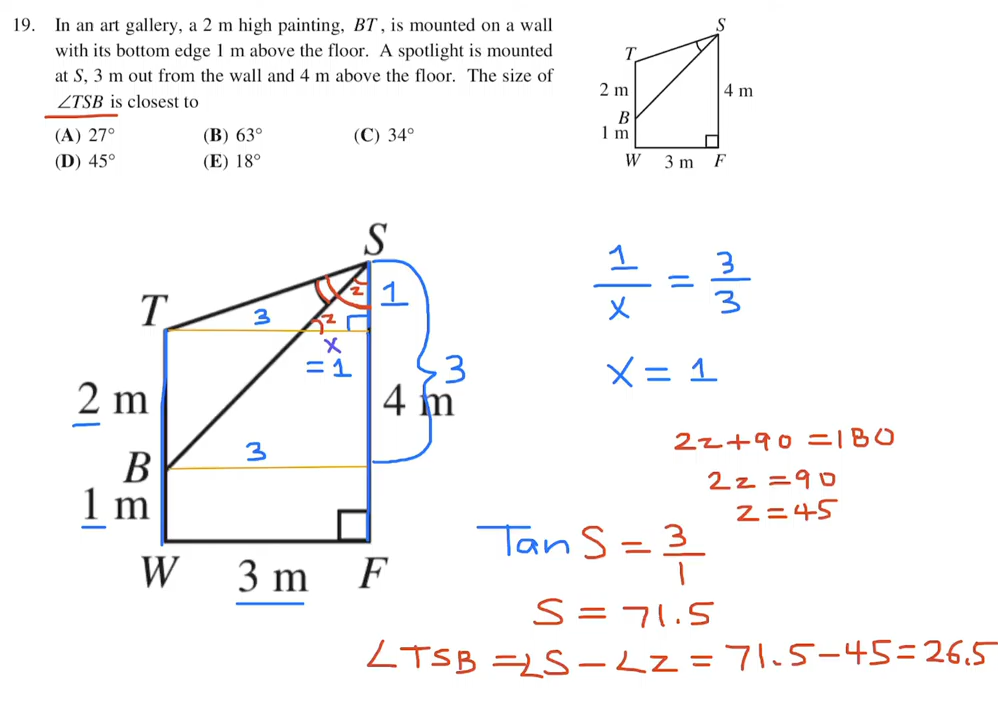 19. In an art gallery, a 2 m high painting, BT, is mounted on a wall
with its bottom edge 1 m above the floor. A spotlight is mounted
at S, 3 m out from the wall and 4 m above the floor. The size of
∠TSB is closest to
(A) 27° (B) 63° (C) 34°
(D) 45° (E) 18°
S
T
2 m
4 m
B
1 m
W 3 m F
S
z 1
T
3 z
x
= 1
3
2 m
4 m
B 3
1 m
W 3 m F
1/x = 3/3
x = 1
2z+90 = 180
2z = 90
z = 45
Tan S = 3/1
S = 71.5
∠TSB = ∠S - ∠Z = 71.5-45=26.5